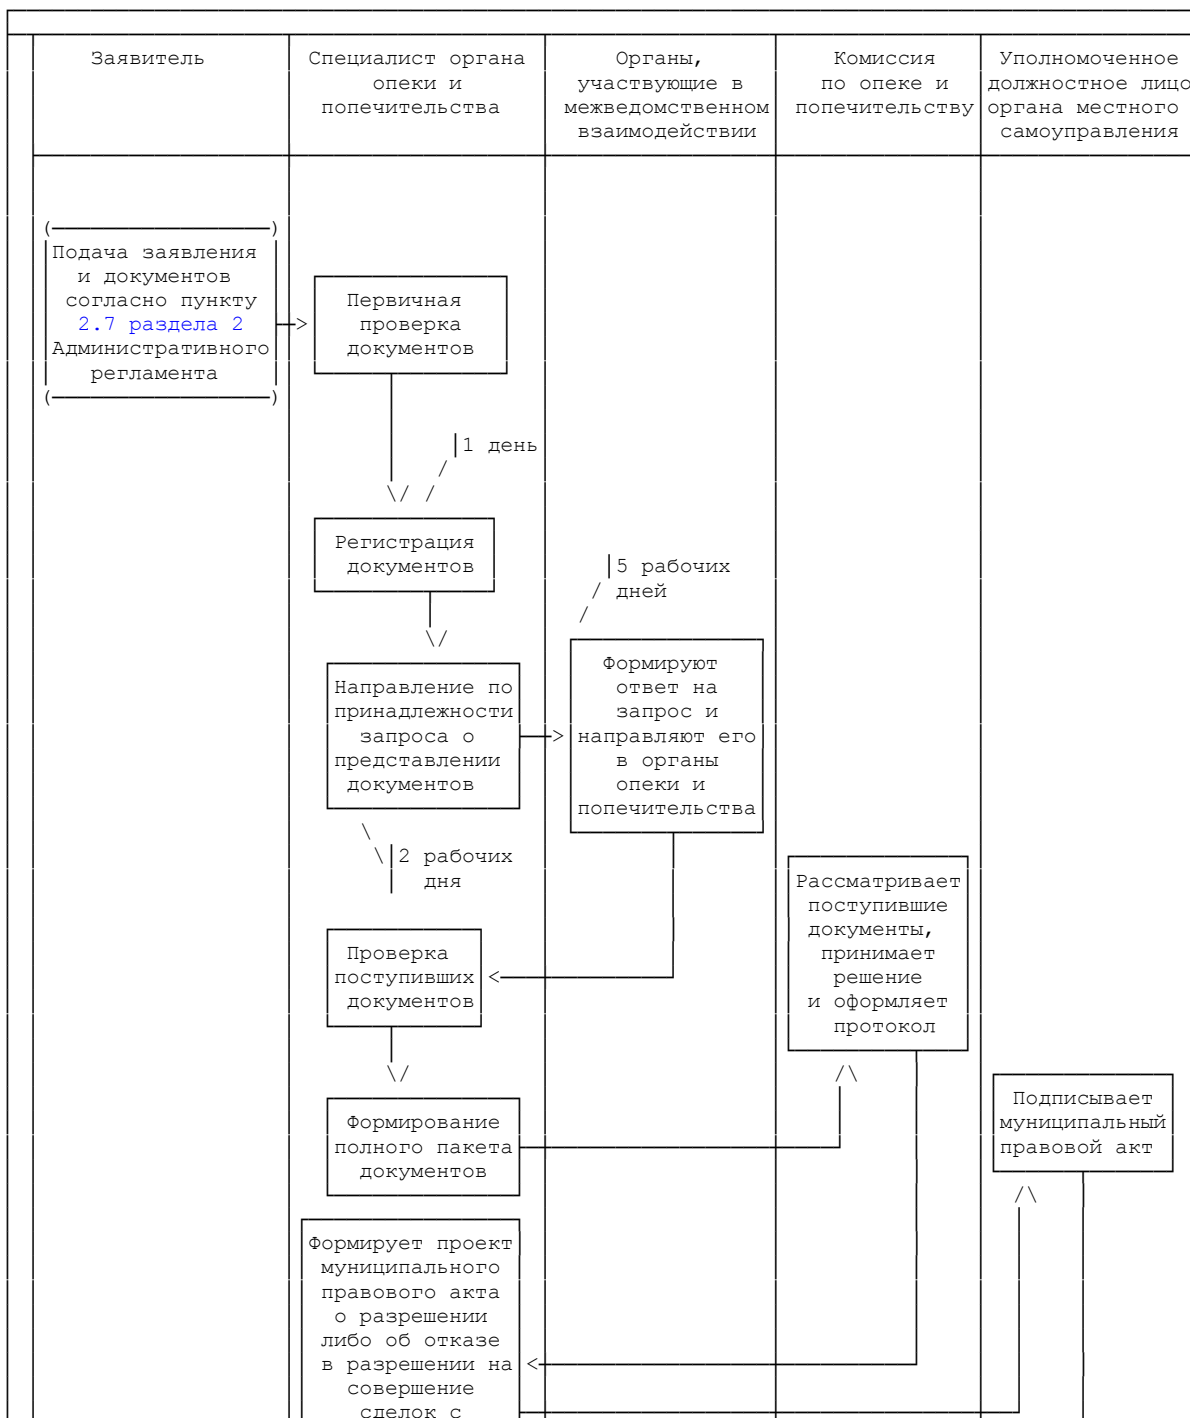 Заявитель
Специалист органа
опеки и
попечительства
Органы,
участвующие в
межведомственном
взаимодействии
Комиссия
по опеке и
попечительству
Уполномоченное
должностное лицо
органа местного
самоуправления
Подача заявления
и документов
согласно пункту
2.7 раздела 2
Административного
регламента
Первичная
проверка
документов
1 день
Регистрация
документов
5 рабочих
дней
Направление по
принадлежности
запроса о
представлении
документов
Формируют
ответ на
запрос и
направляют его
в органы
опеки и
попечительства
2 рабочих
дня
Рассматривает
поступившие
документы,
принимает
решение
и оформляет
протокол
Проверка
поступивших
документов
Формирование
полного пакета
документов
Подписывает
муниципальный
правовой акт
Формирует проект
муниципального
правового акта
о разрешении
либо об отказе
в разрешении на
совершение
сделок с